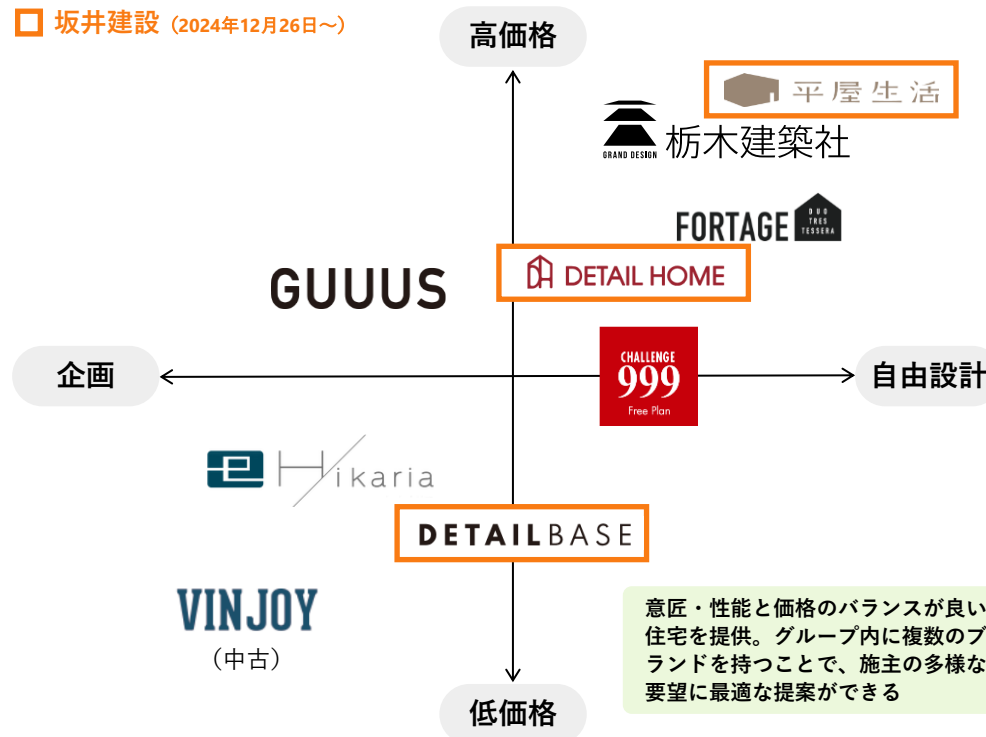 坂井建設（2024年12月26日～）
高価格
平屋生活
GRAND DESIGN
栃木建築社
FORTAGE
DUO
TRES
TESSERA
DETAIL HOME
GUUUS
企画
CHALLENGE
999
Free Plan
自由設計
e Hikaria
DETAILBASE
VINJOY
（中古）
意匠・性能と価格のバランスが良い
住宅を提供。グループ内に複数のブ
ランドを持つことで、施主の多様な
要望に最適な提案ができる
低価格